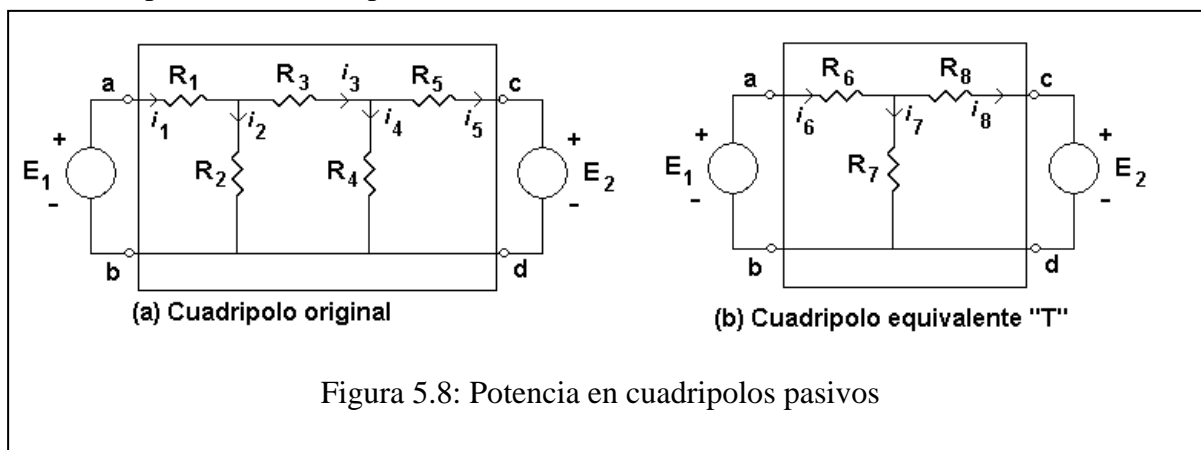 a R₁ R₃ i₃ R₅ c
i₁ i₂ i₄ i₅
+ E₁ - R₂ R₄ + E₂ -
b d
(a) Cuadripolo original
a R₆ R₈ c
i₆ i₇ i₈
+ E₁ - R₇ + E₂ -
b d
(b) Cuadripolo equivalente "T"
Figura 5.8: Potencia en cuadripolos pasivos